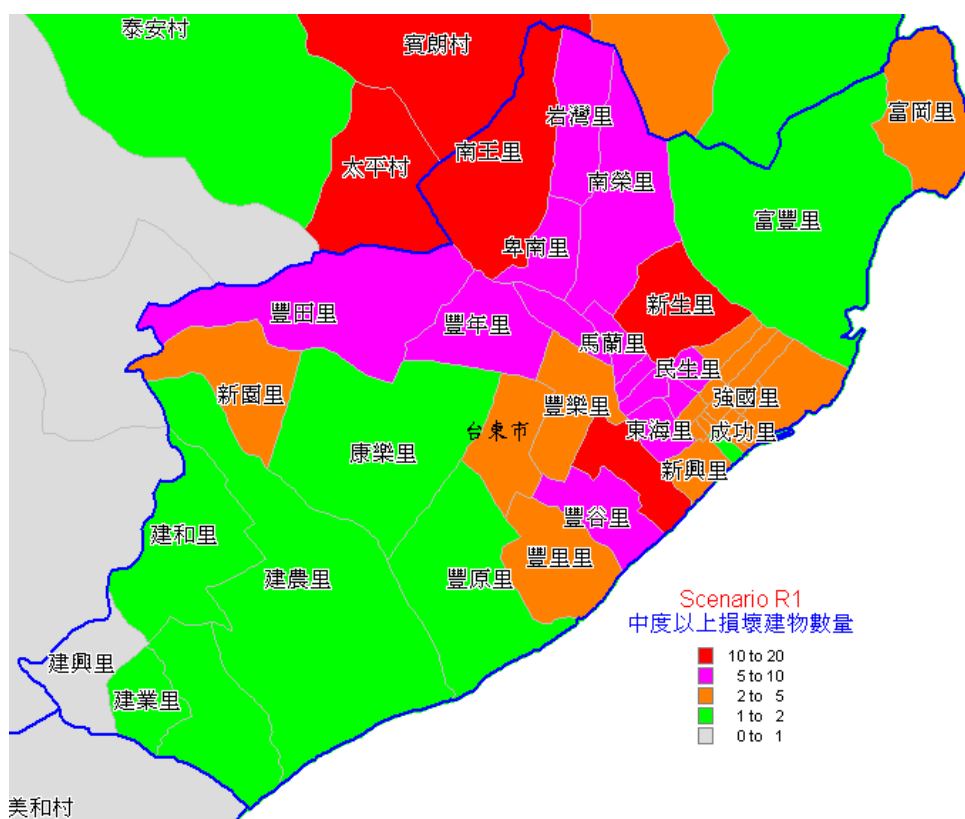 泰安村
賓朗村
太平村
南王里
岩灣里
南榮里
富岡里
富豐里
卑南里
新生里
豐田里
豐年里
馬蘭里
民生里
新園里
豐樂里
強國里
台東市
東海里
成功里
康樂里
新興里
豐谷里
建和里
豐里里
建農里
豐原里
建興里
建業里
美和村
Scenario R1
中度以上損壞建物數量
10 to 20
5 to 10
2 to 5
1 to 2
0 to 1